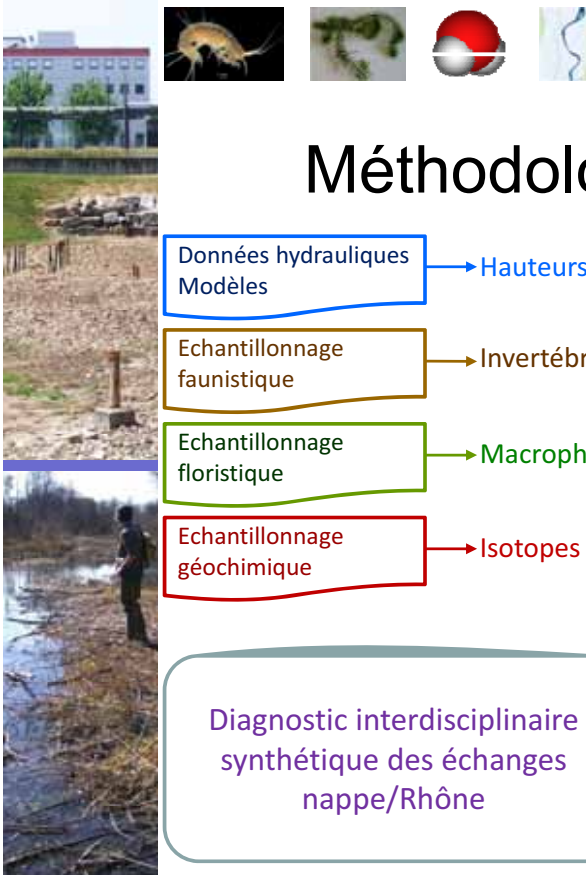 Méthodolo
Données hydrauliques
Modèles
Hauteurs
Echantillonnage
faunistique
Invertébr
Echantillonnage
floristique
Macroph
Echantillonnage
géochimique
Isotopes
Diagnostic interdisciplinaire
synthétique des échanges
nappe/Rhône